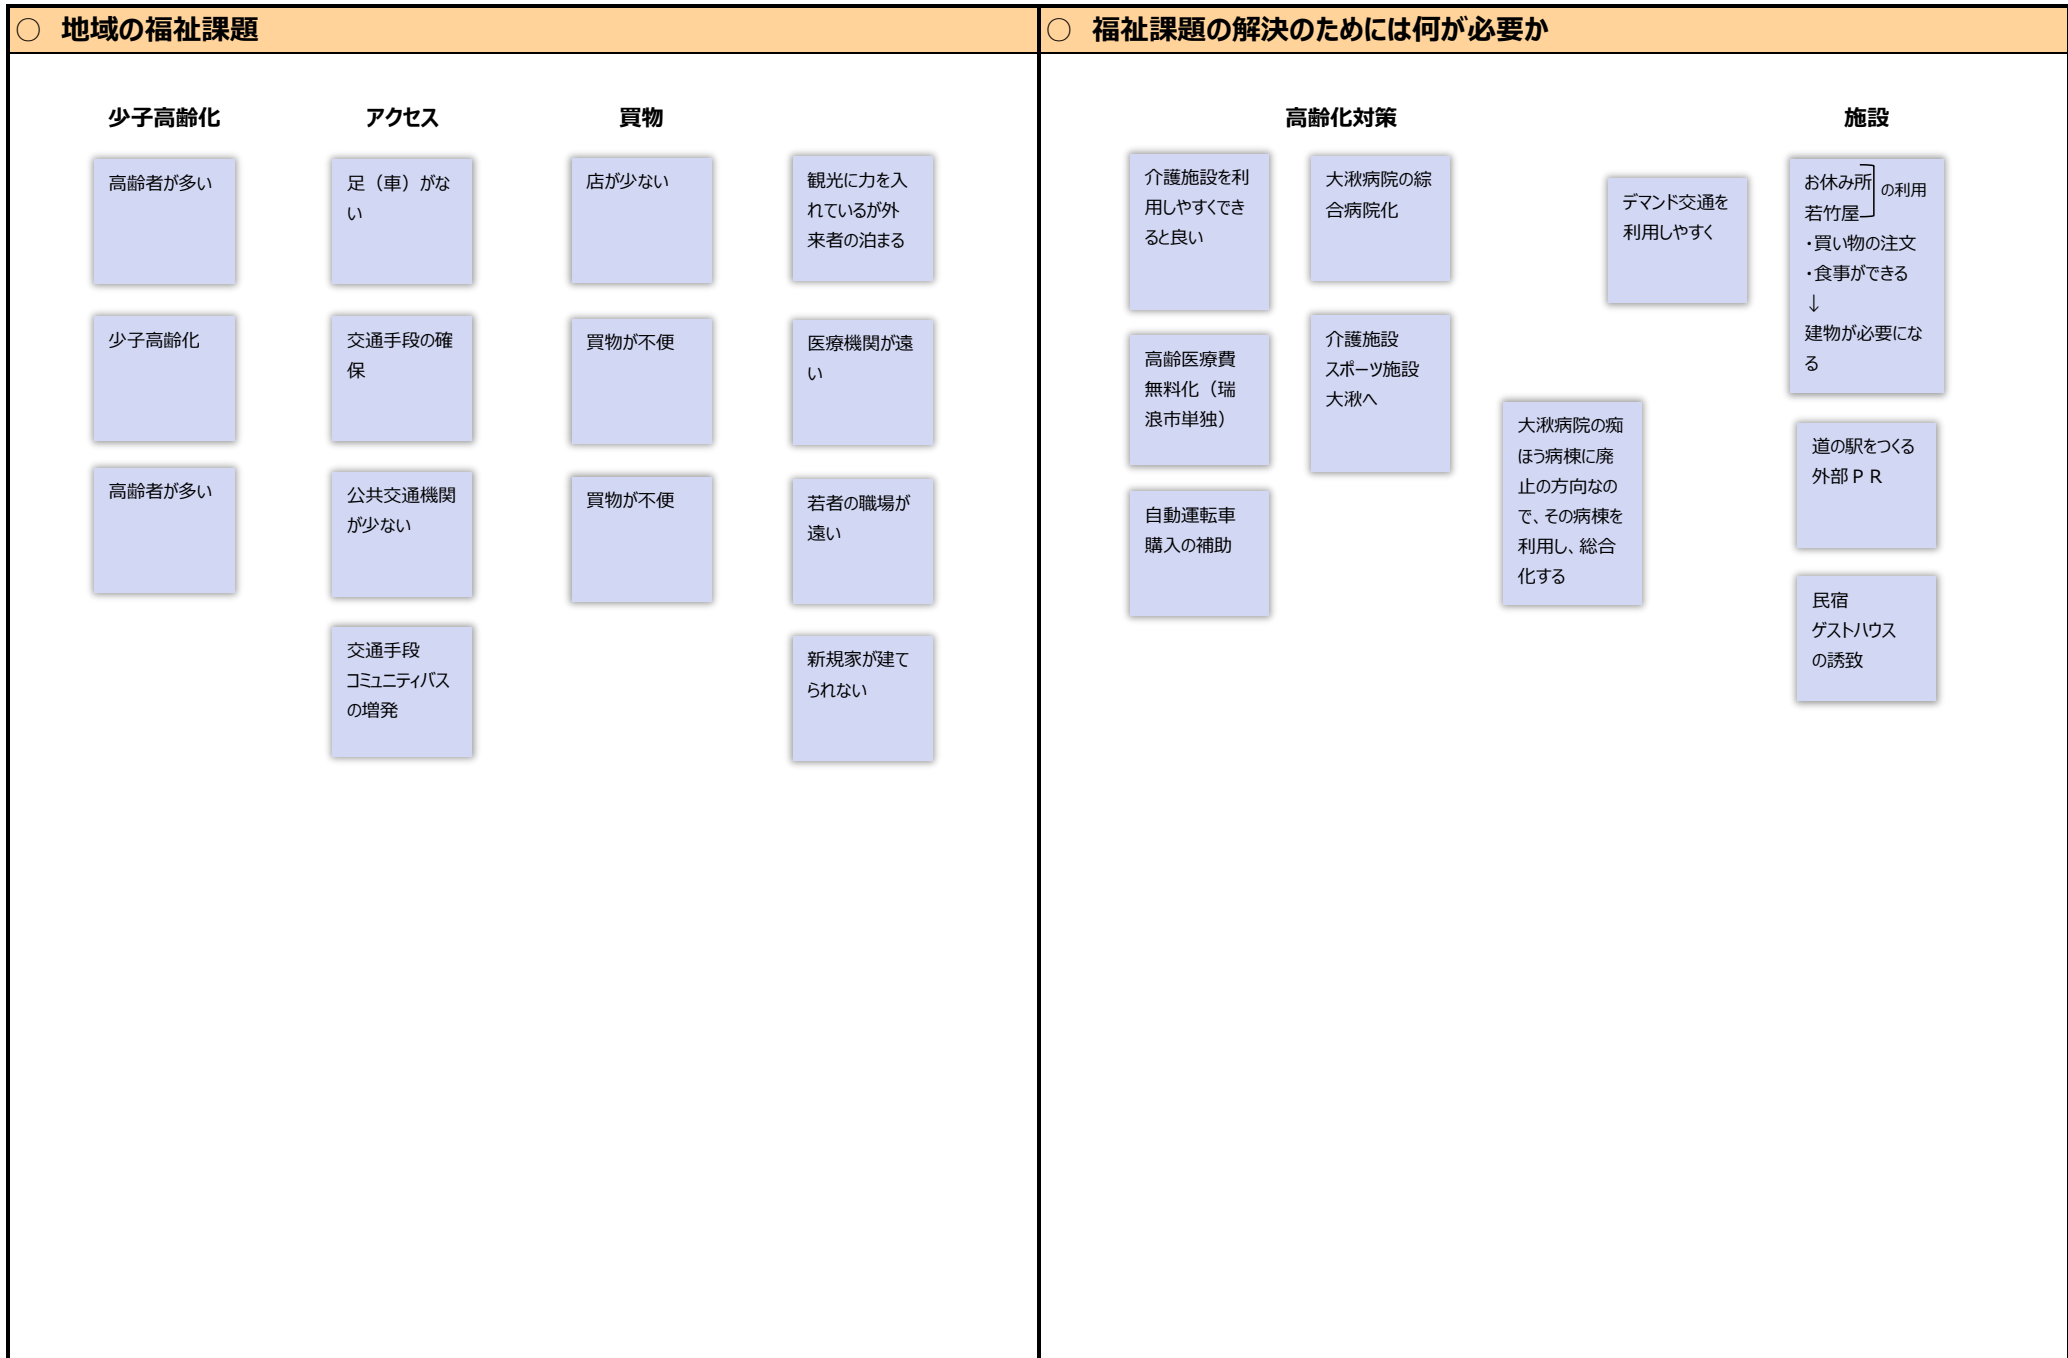 ○ 地域の福祉課題
少子高齢化
高齢者が多い
少子高齢化
高齢者が多い
アクセス
足（車）がな
い
交通手段の確
保
公共交通機関
が少ない
交通手段
コミュニティバス
の増発
買物
店が少ない
買物が不便
買物が不便
観光に力を入
れているが外
来者の泊まる
医療機関が遠
い
若者の職場が
遠い
新規家が建て
られない
○ 福祉課題の解決のためには何が必要か
高齢化対策
介護施設を利
用しやすくでき
ると良い
高齢医療費
無料化（瑞
浪市単独）
自動運転車
購入の補助
大湫病院の綜
合病院化
介護施設
スポーツ施設
大湫へ
大湫病院の痴
ほう病棟に廃
止の方向なの
で、その病棟を
利用し、総合
化する
デマンド交通を
利用しやすく
施設
お休み所
若竹屋
の利用
・買い物の注文
・食事ができる
↓
建物が必要にな
る
道の駅をつくる
外部ＰＲ
民宿
ゲストハウス
の誘致